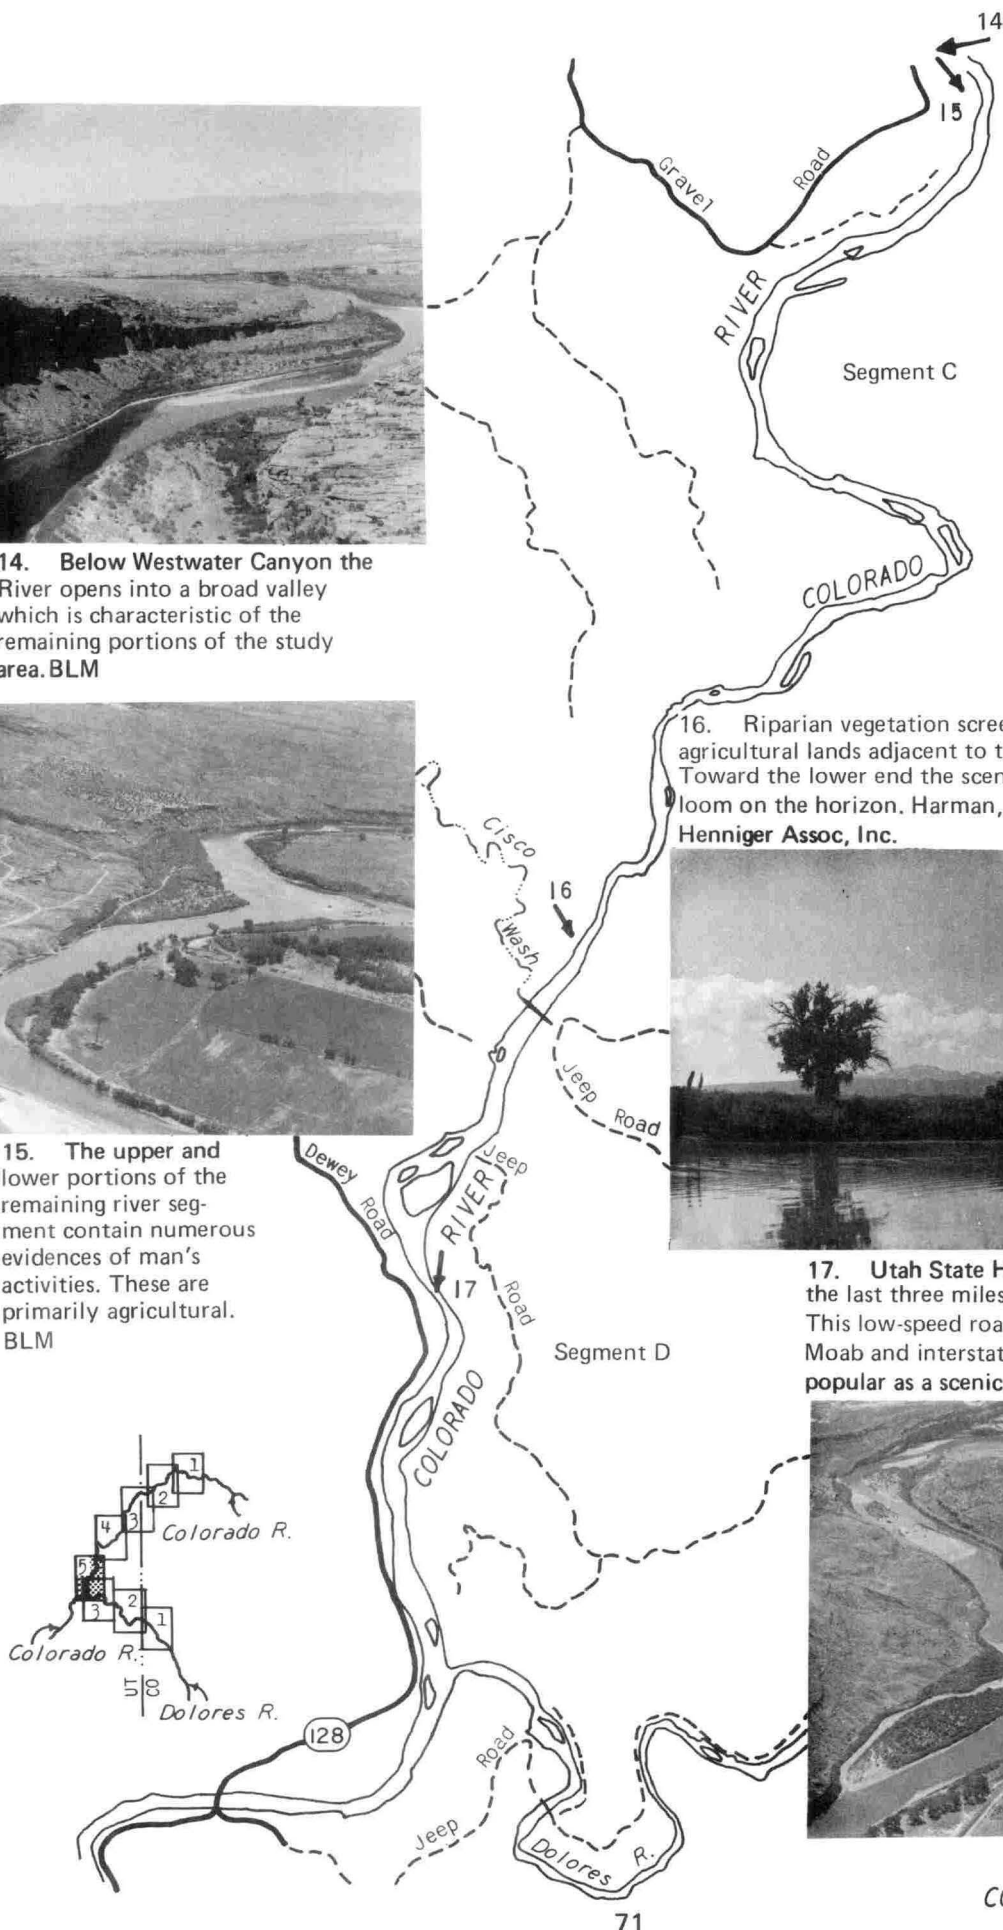 14
15
Gravel
Road
RIVER
Segment C
14. Below Westwater Canyon the
River opens into a broad valley
which is characteristic of the
remaining portions of the study
area. BLM
COLORADO
16. Riparian vegetation
agricultural lands adjacent to
Toward the lower end the
loom on the horizon. Harman,
Henniger Assoc, Inc.
Cisco
Wash
16
Jeep
Road
15. The upper and
lower portions of the
remaining river seg-
ment contain numerous
evidences of man's
activities. These are
primarily agricultural.
BLM
Dewey
Road
Jeep
Road
RIVER
17
17. Utah State
the last three miles
This low-speed
Moab and
popular as a scenic
Segment D
COLORADO
1
2
3
4
5
3
2
1
Colorado R.
Colorado R.
UT
CO
Dolores R.
128
Jeep
Road
Dolores R.
71